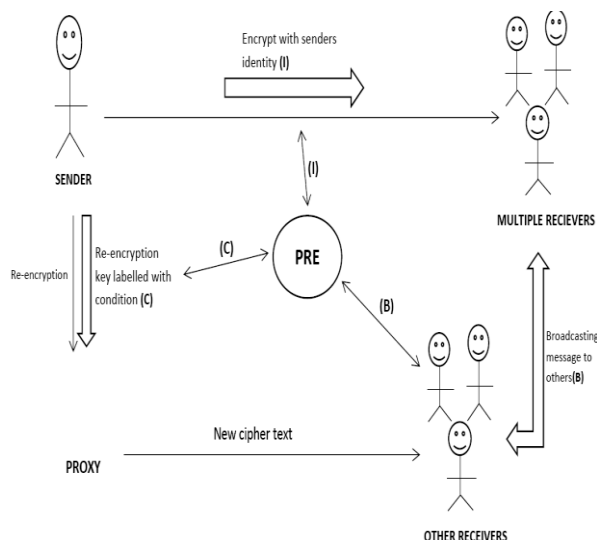 Encrypt with senders
identity (I)
SENDER
MULTIPLE RECIEVERS
(I)
PRE
(C)
(B)
Re-encryption
Re-encryption
key labelled with
condition (C)
Broadcasting
message to
others(B)
New cipher text
PROXY
OTHER RECEIVERS